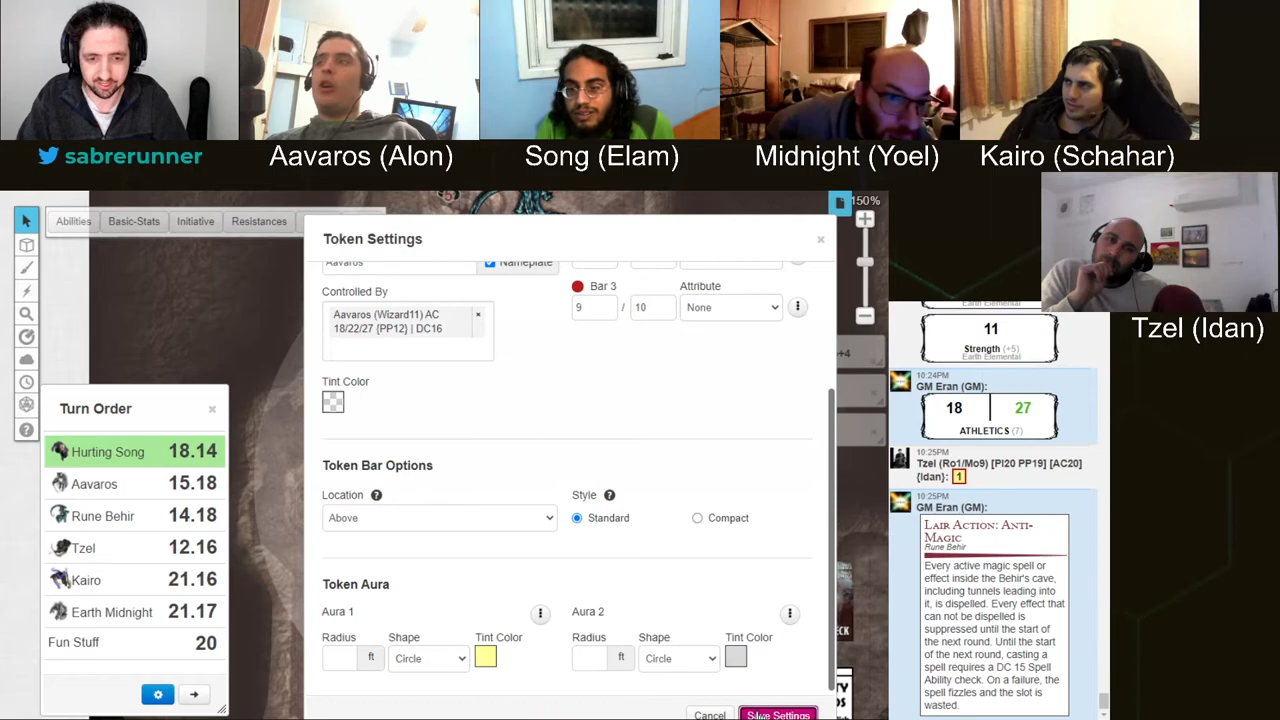 sabrerunner
Aavaros (Alon)
Song (Elam)
Midnight (Yoel)
Kairo (Schahar)
Tzel (Idan)
Abilities
Basic-Stats
Initiative
Resistances
150%
Token Settings
Aavaros
Nameplate
Controlled By
Aavaros (Wizard11) AC
18/22/27 {PP12} | DC16
Bar 3
Attribute
9 / 10
None
Tint Color
Token Bar Options
Location
Style
Above
Standard
Compact
Token Aura
Aura 1
Aura 2
Radius
Shape
Tint Color
Radius
Shape
Tint Color
ft
Circle
ft
Circle
Cancel
Save Settings
Turn Order
Hurting Song 18.14
Aavaros 15.18
Rune Behir 14.18
Tzel 12.16
Kairo 21.16
Earth Midnight 21.17
Fun Stuff 20
+4
Earth Elemental
11
Strength (+5)
Earth Elemental
10:24PM
GM Eran (GM):
18 27
ATHLETICS (7)
10:25PM
Tzel (Ro1/Mo9) [PI20 PP19] [AC20]
{idan}: 1
10:25PM
GM Eran (GM):
Lair Action: Anti-
Magic
Rune Behir
Every active magic spell or
effect inside the Behir's cave,
including tunnels leading into
it, is dispelled. Every effect that
can not be dispelled is
suppressed until the start of
the next round. Until the start
of the next round, casting a
spell requires a DC 15 Spell
Ability check. On a failure, the
spell fizzles and the slot is
wasted.